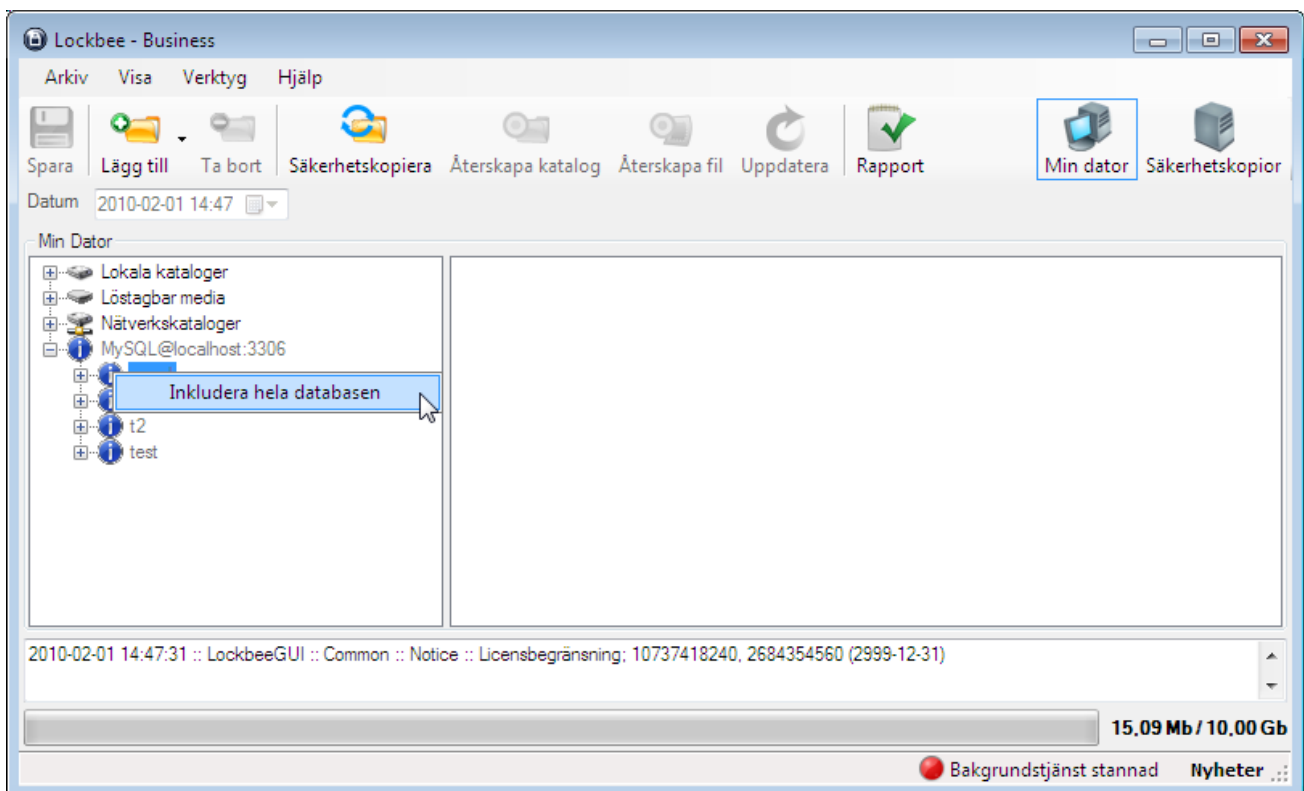 Lockbee - Business
Arkiv Visa Verktyg Hjälp
Spara Lägg till Ta bort Säkerhetskopiera Återskapa katalog Återskapa fil Uppdatera Rapport Min dator Säkerhetskopior
Datum 2010-02-01 14:47
Min Dator
Lokala kataloger
Löstagbar media
Nätverkskataloger
MySQL@localhost:3306
Inkludera hela databasen
t2
test
2010-02-01 14:47:31 :: LockbeeGUI :: Common :: Notice :: Licensbegränsning; 10737418240, 2684354560 (2999-12-31)
15,09 Mb / 10,00 Gb
Bakgrundstjänst stannad Nyheter